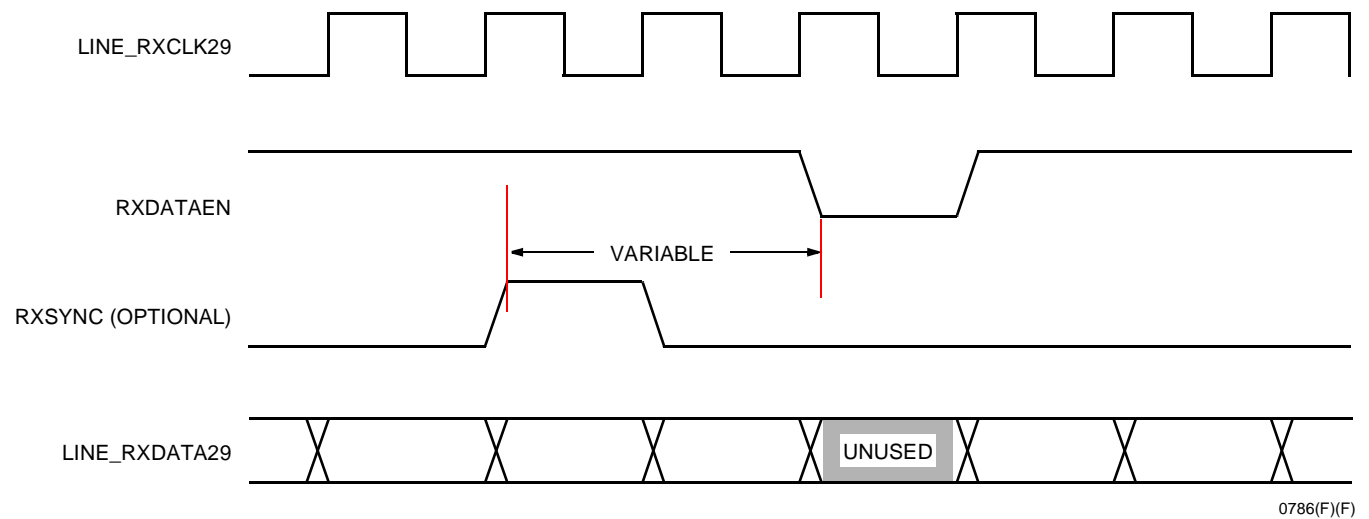 LINE_RXCLK29
RXDATAEN
VARIABLE
RXSYNC (OPTIONAL)
LINE_RXDATA29
UNUSED
0786(F)(F)